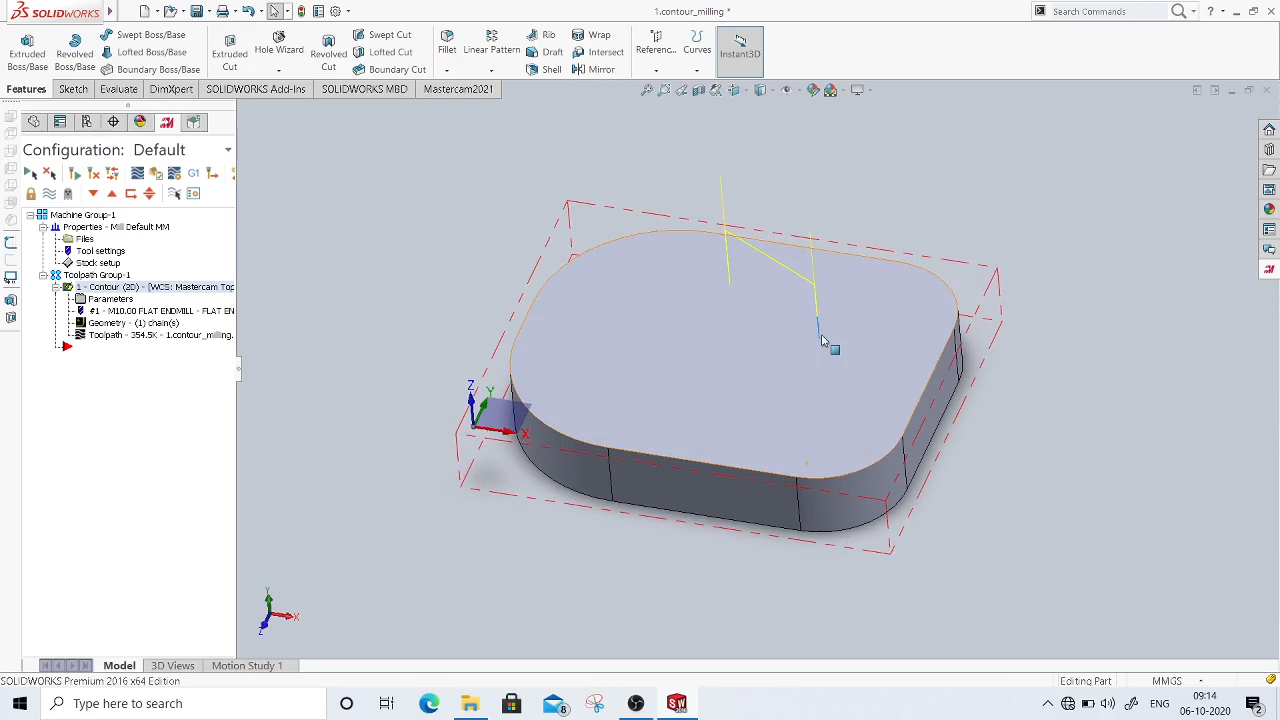 SOLIDWORKS
1.contour_milling *
Search Commands
Extruded Boss/Base
Revolved Boss/Base
Swept Boss/Base
Lofted Boss/Base
Boundary Boss/Base
Extruded Cut
Hole Wizard
Revolved Cut
Swept Cut
Lofted Cut
Boundary Cut
Fillet
Linear Pattern
Rib
Draft
Shell
Wrap
Intersect
Mirror
Referenc...
Curves
Instant3D
Features
Sketch
Evaluate
DimXpert
SOLIDWORKS Add-Ins
SOLIDWORKS MBD
Mastercam2021
Configuration: Default
G1
Machine Group-1
Properties - Mill Default MM
Files
Tool settings
Stock setup
Toolpath Group-1
1 - Contour (2D) - [WCS: Mastercam Top
Parameters
#1 - M10.00 FLAT ENDMILL - FLAT EN
Geometry - (1) chain(s)
Toolpath - 354.5K - 1.contour_milling.
Z
Y
X
Y
X
Z
Model
3D Views
Motion Study 1
SOLIDWORKS Premium 2016 x64 Edition
Editing Part
MMGS
Type here to search
8
ENG
09:14
06-10-2020
2